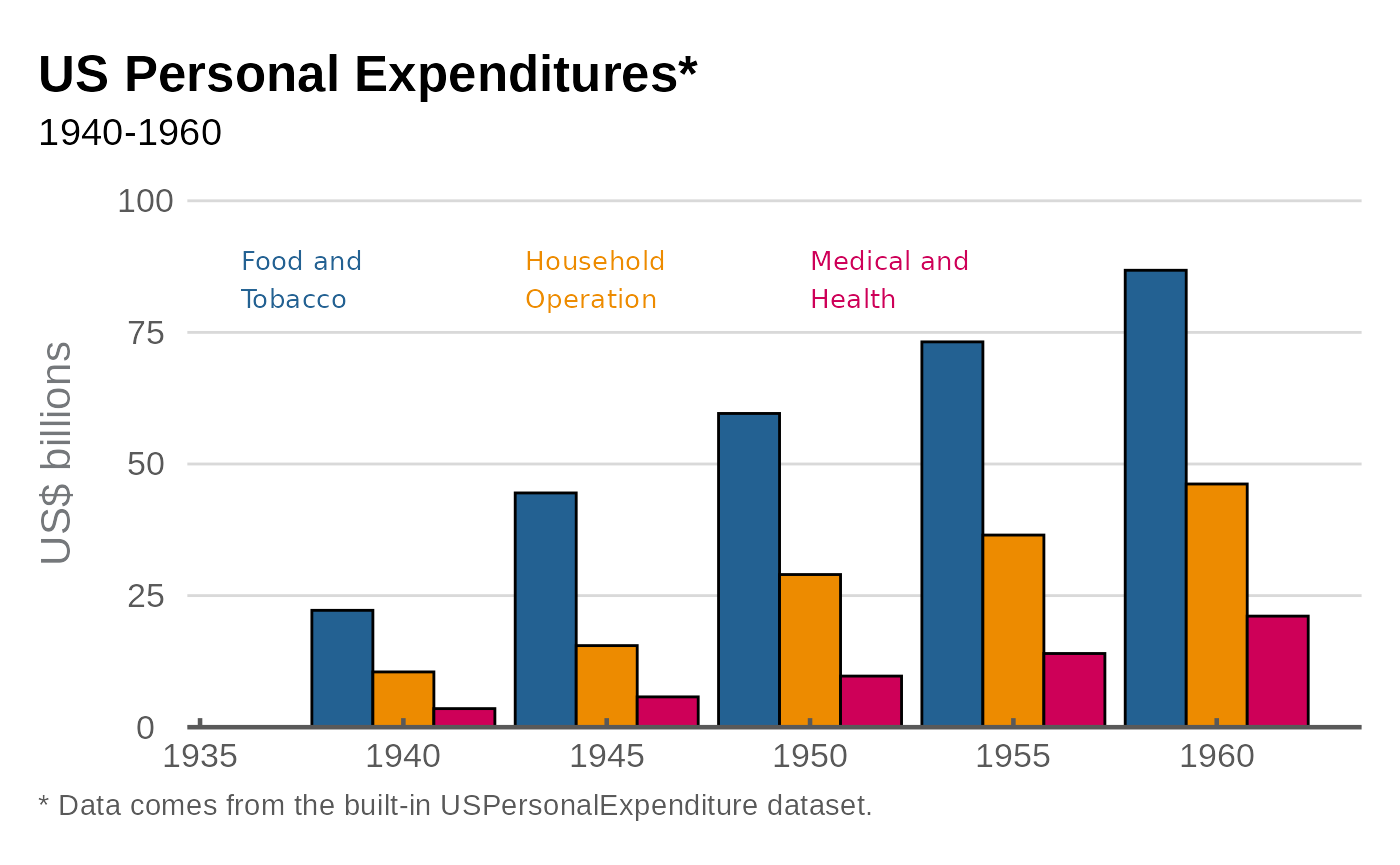 US Personal Expenditures*
1940-1960
100
Food and
Tobacco
Household
Operation
Medical and
Health
75
US$ billions
50
25
0
1935 1940 1945 1950 1955 1960
* Data comes from the built-in USPersonalExpenditure dataset.